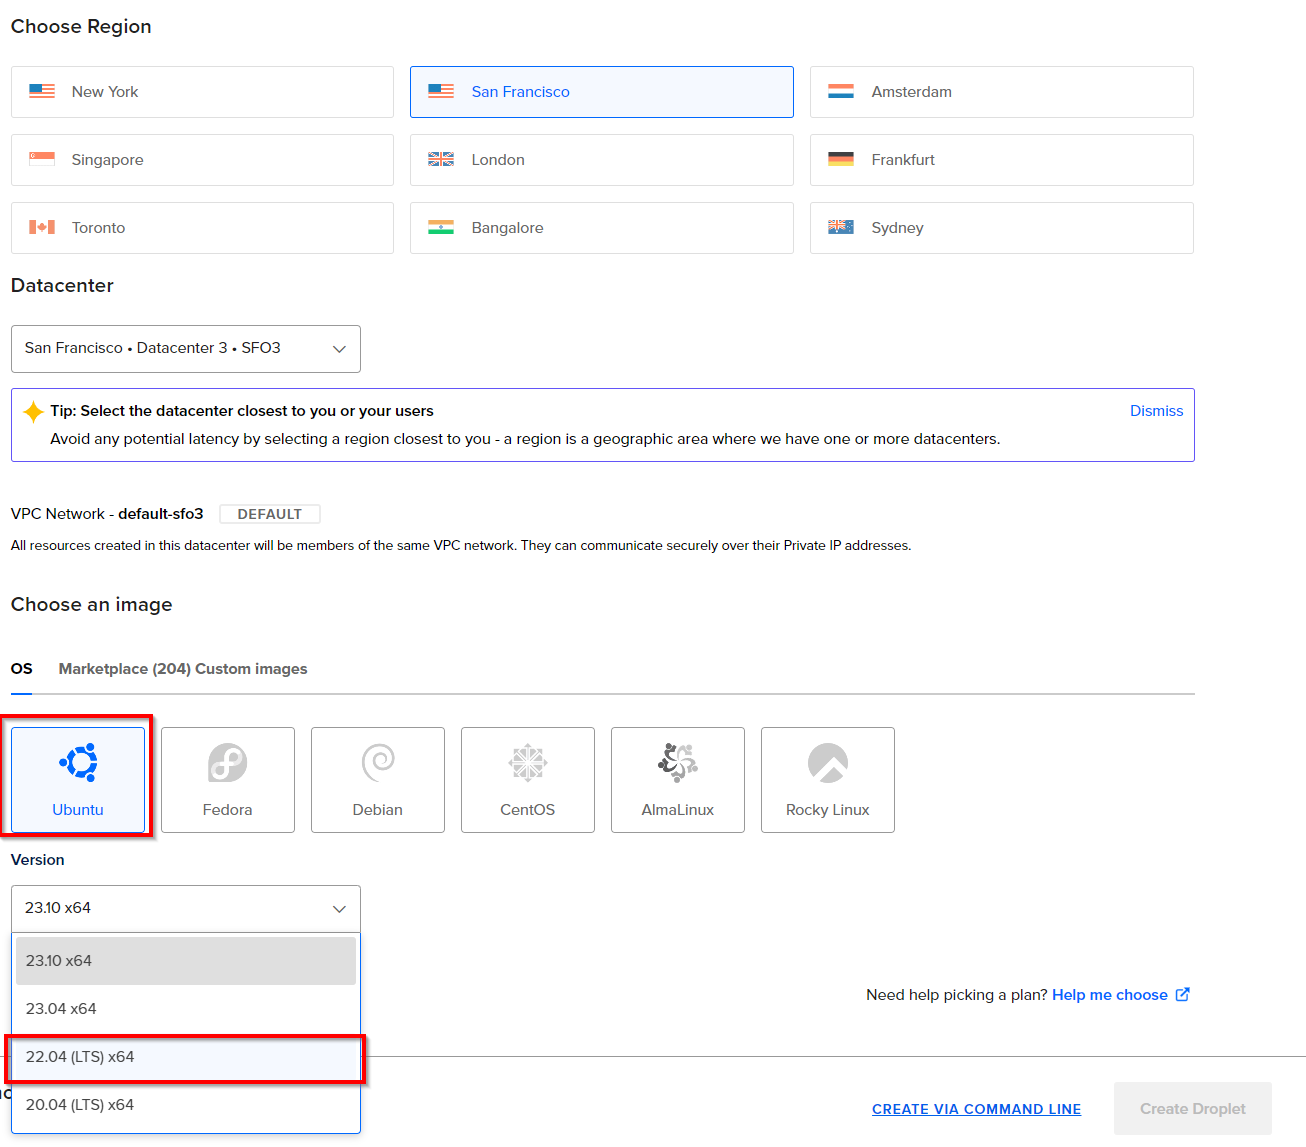 Choose Region
New York
San Francisco
Amsterdam
Singapore
London
Frankfurt
Toronto
Bangalore
Sydney
Datacenter
San Francisco • Datacenter 3 • SFO3
Tip: Select the datacenter closest to you or your users
Dismiss
Avoid any potential latency by selecting a region closest to you - a region is a geographic area where we have one or more datacenters.
VPC Network - default-sfo3 DEFAULT
All resources created in this datacenter will be members of the same VPC network. They can communicate securely over their Private IP addresses.
Choose an image
OS Marketplace (204) Custom images
Ubuntu
Fedora
Debian
CentOS
AlmaLinux
Rocky Linux
Version
23.10 x64
23.10 x64
23.04 x64
22.04 (LTS) x64
20.04 (LTS) x64
Need help picking a plan? Help me choose
CREATE VIA COMMAND LINE
Create Droplet